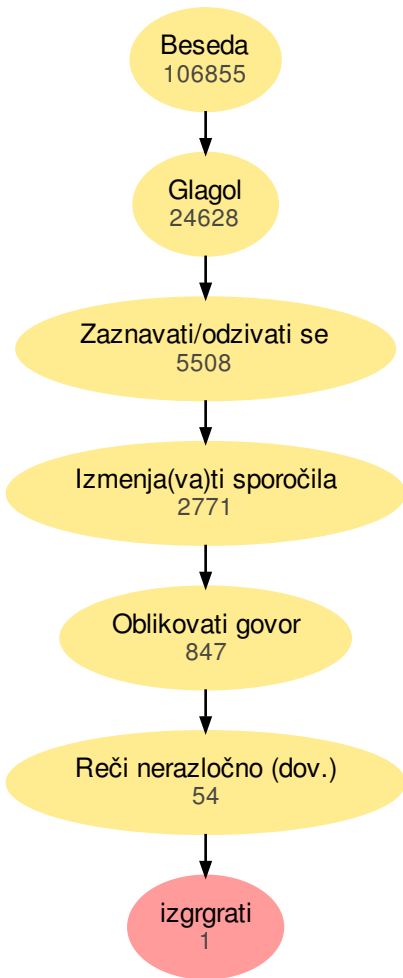 Beseda
106855
Glagol
24628
Zaznavati/odzivati se
5508
Izmenja(va)ti sporočila
2771
Oblikovati govor
847
Reči nerazločno (dov.)
54
izgrgrati
1